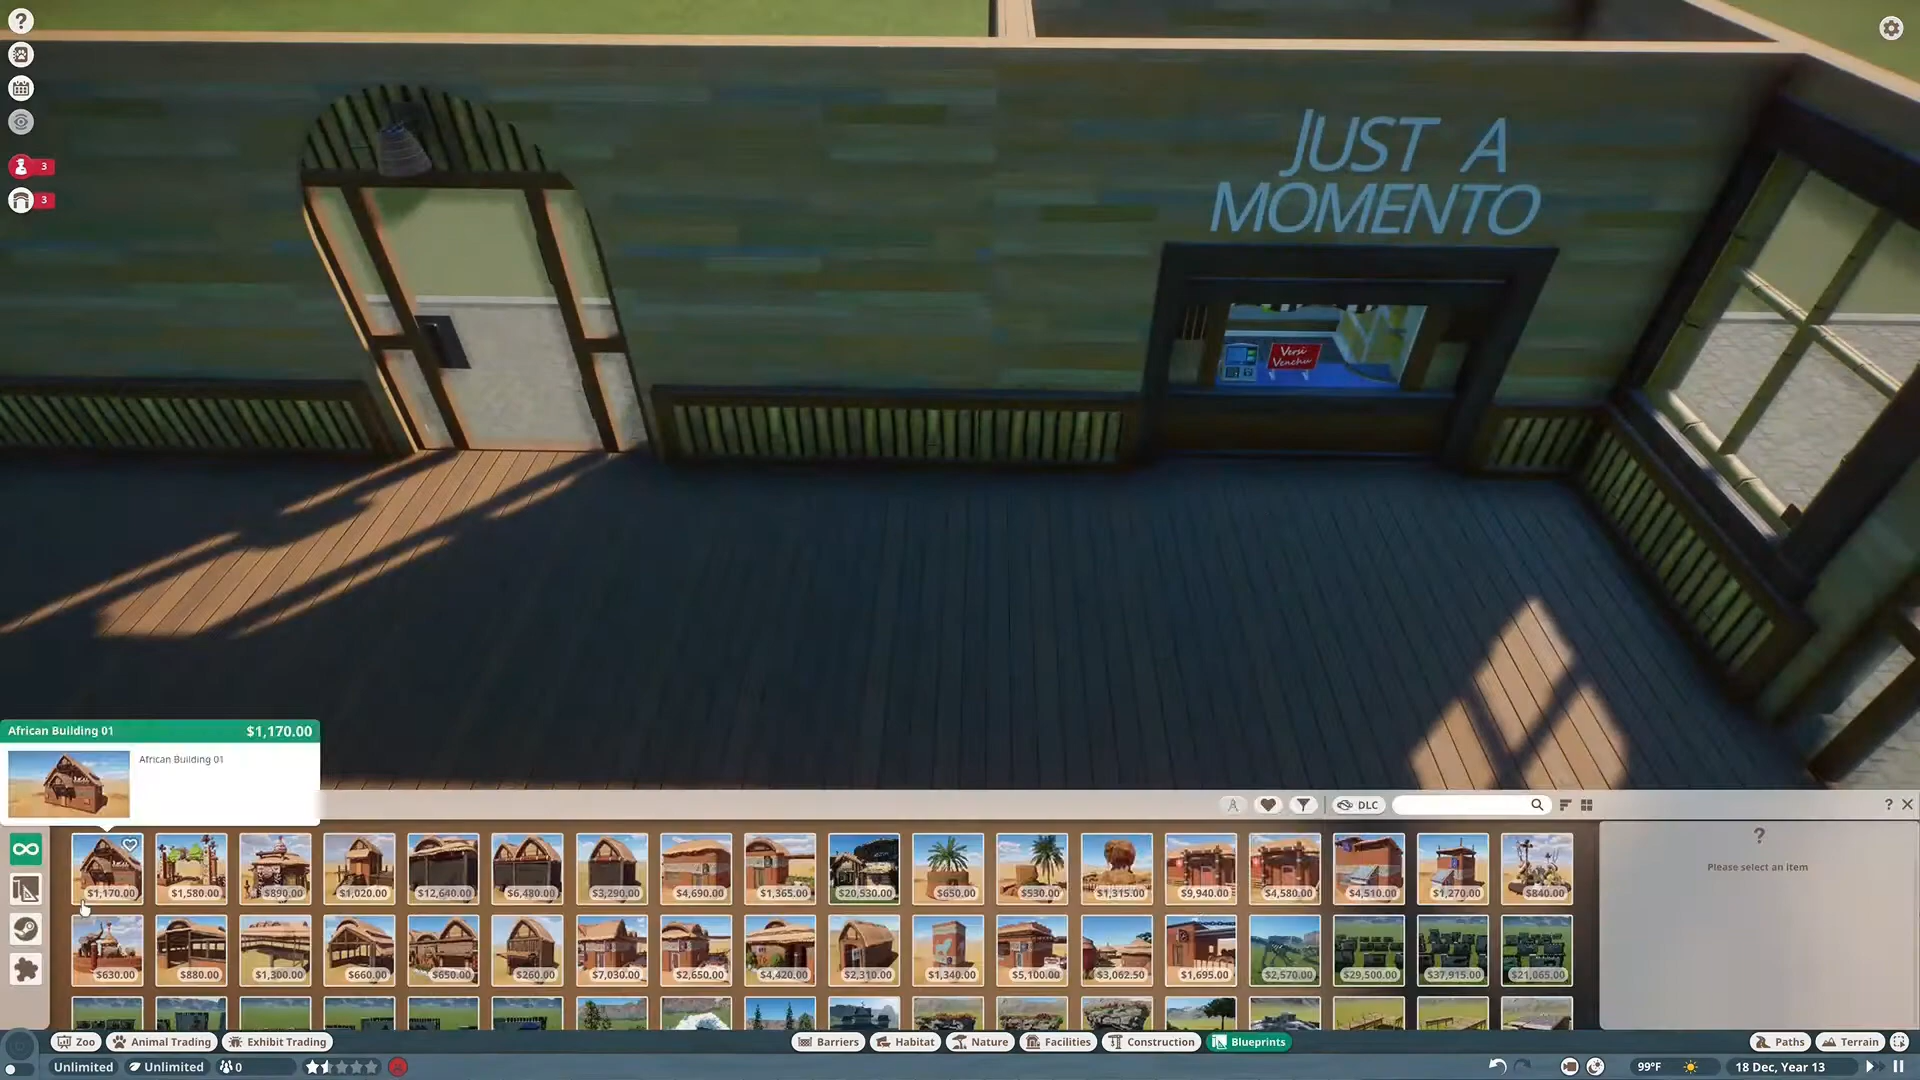 ?
3
3
JUST A
MOMENTO
Versi
Venchu
African Building 01 $1,170.00
African Building 01
DLC
?
$1,170.00 $1,580.00 $890.00 $1,020.00 $12,640.00 $6,480.00 $3,290.00 $4,690.00 $1,365.00 $20,530.00 $650.00 $530.00 $1,315.00 $9,940.00 $4,580.00 $4,510.00 $1,270.00 $840.00
?
Please select an item
$630.00 $880.00 $1,300.00 $660.00 $650.00 $260.00 $7,030.00 $2,650.00 $4,420.00 $2,310.00 $1,340.00 $5,100.00 $3,062.50 $1,695.00 $2,570.00 $29,500.00 $37,915.00 $21,065.00
Zoo Animal Trading Exhibit Trading Barriers Habitat Nature Facilities Construction Blueprints Paths Terrain
Unlimited Unlimited 0 99°F 18 Dec, Year 13